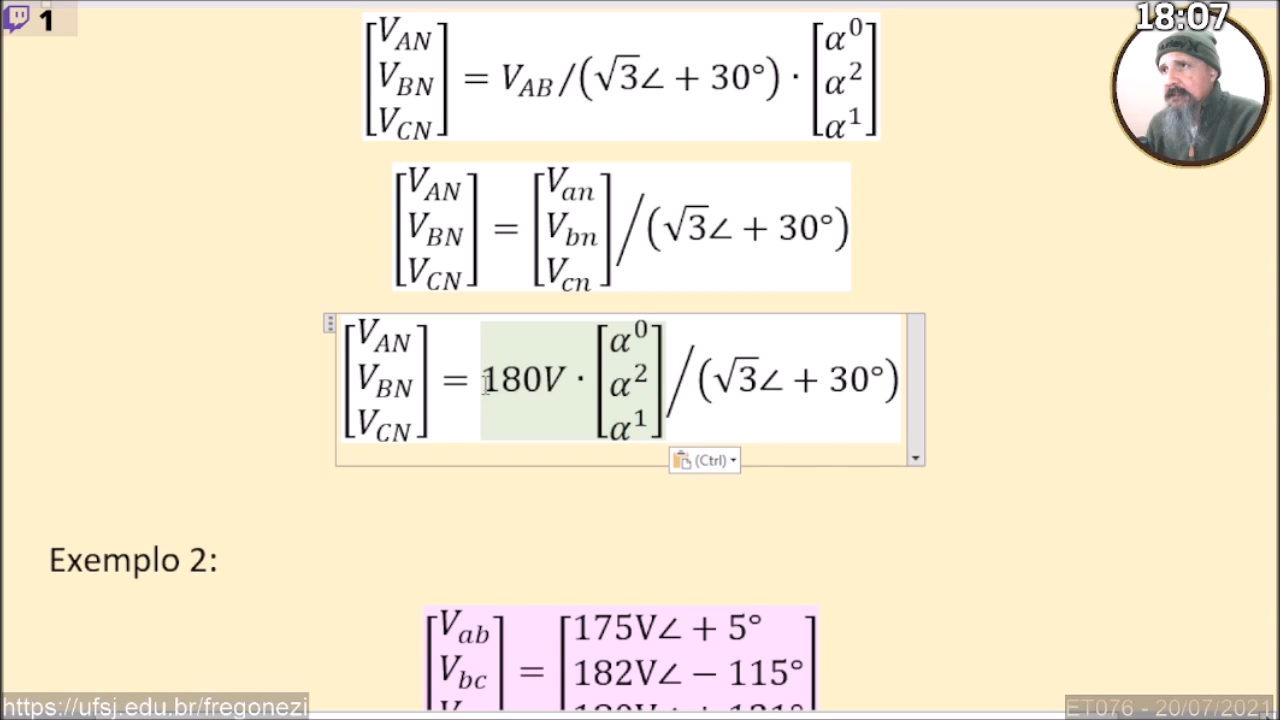 1
18:07
[V_AN V_BN V_CN] = V_AB/(√3∠ + 30°) · [α^0 α^2 α^1]
[V_AN V_BN V_CN] = [V_an V_bn V_cn] / (√3∠ + 30°)
[V_AN V_BN V_CN] = 180V · [α^0 α^2 α^1] / (√3∠ + 30°)
(Ctrl)
Exemplo 2:
V_ab 175V∠ + 5°
V_bc = 182V∠ − 115°
https://ufsj.edu.br/fregonezi
ET076 - 20/07/2021